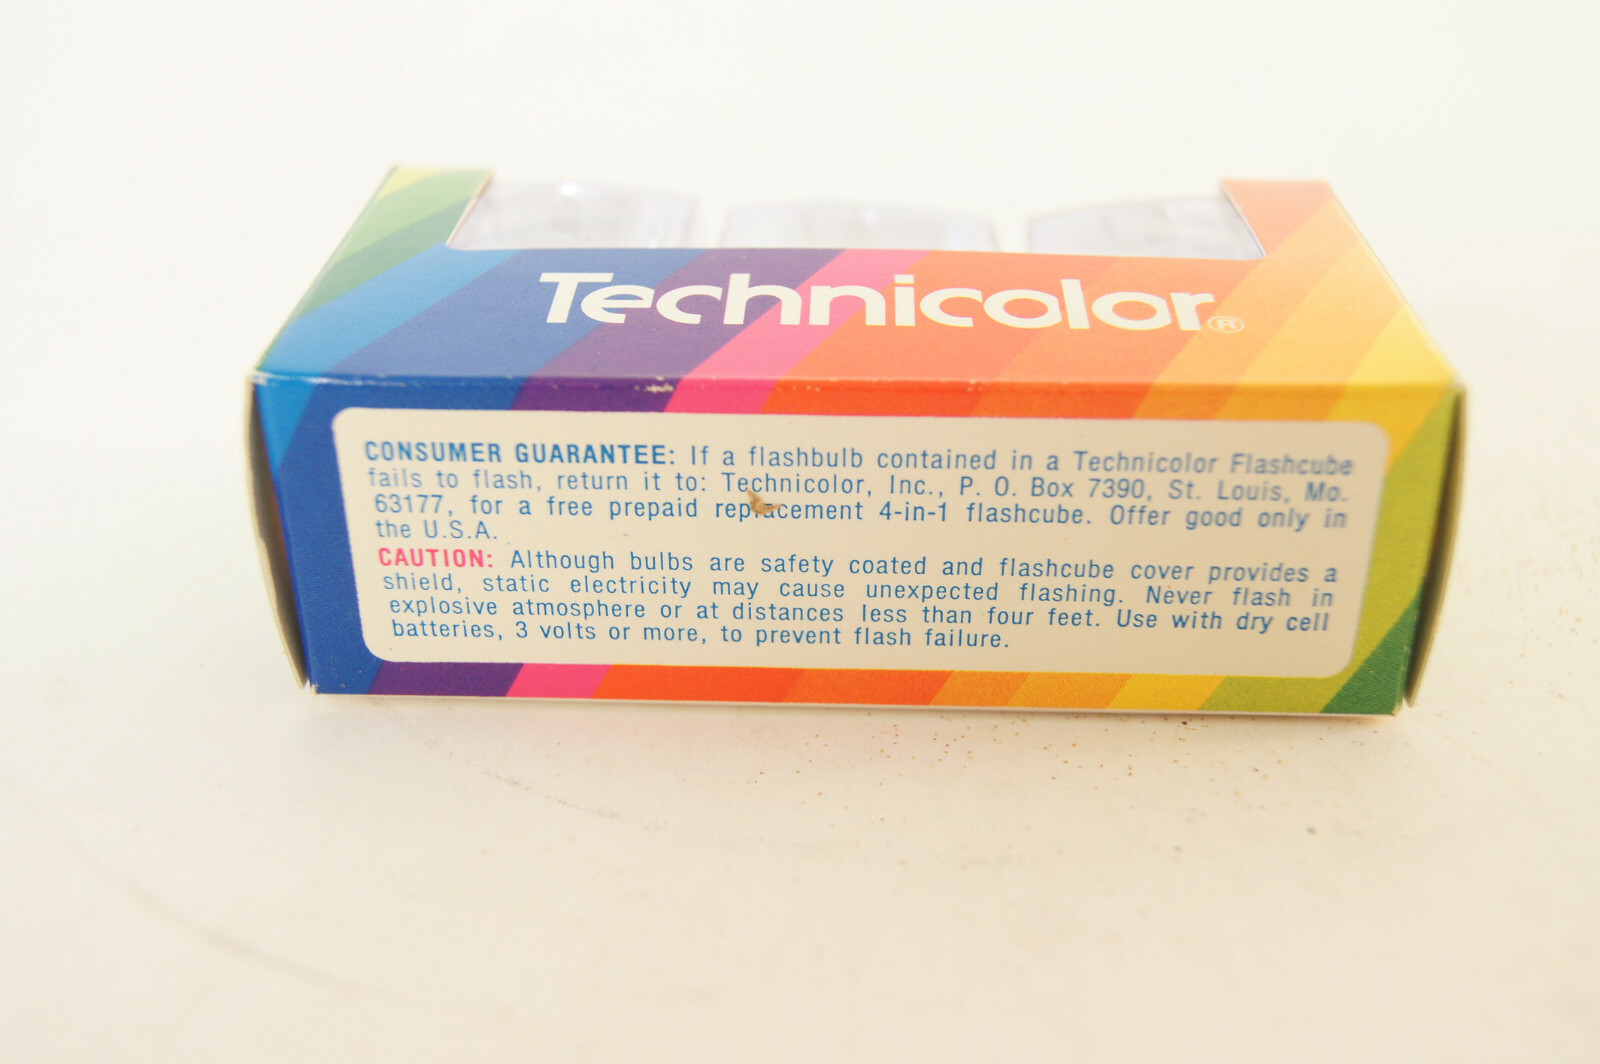 Technicolor®
CONSUMER GUARANTEE: If a flashbulb contained in a Technicolor Flashcube
fails to flash, return it to: Technicolor, Inc., P. O. Box 7390, St. Louis, Mo.
63177, for a free prepaid replacement 4-in-1 flashcube. Offer good only in
the U.S.A.
CAUTION: Although bulbs are safety coated and flashcube cover provides a
shield, static electricity may cause unexpected flashing. Never flash in
explosive atmosphere or at distances less than four feet. Use with dry cell
batteries, 3 volts or more, to prevent flash failure.